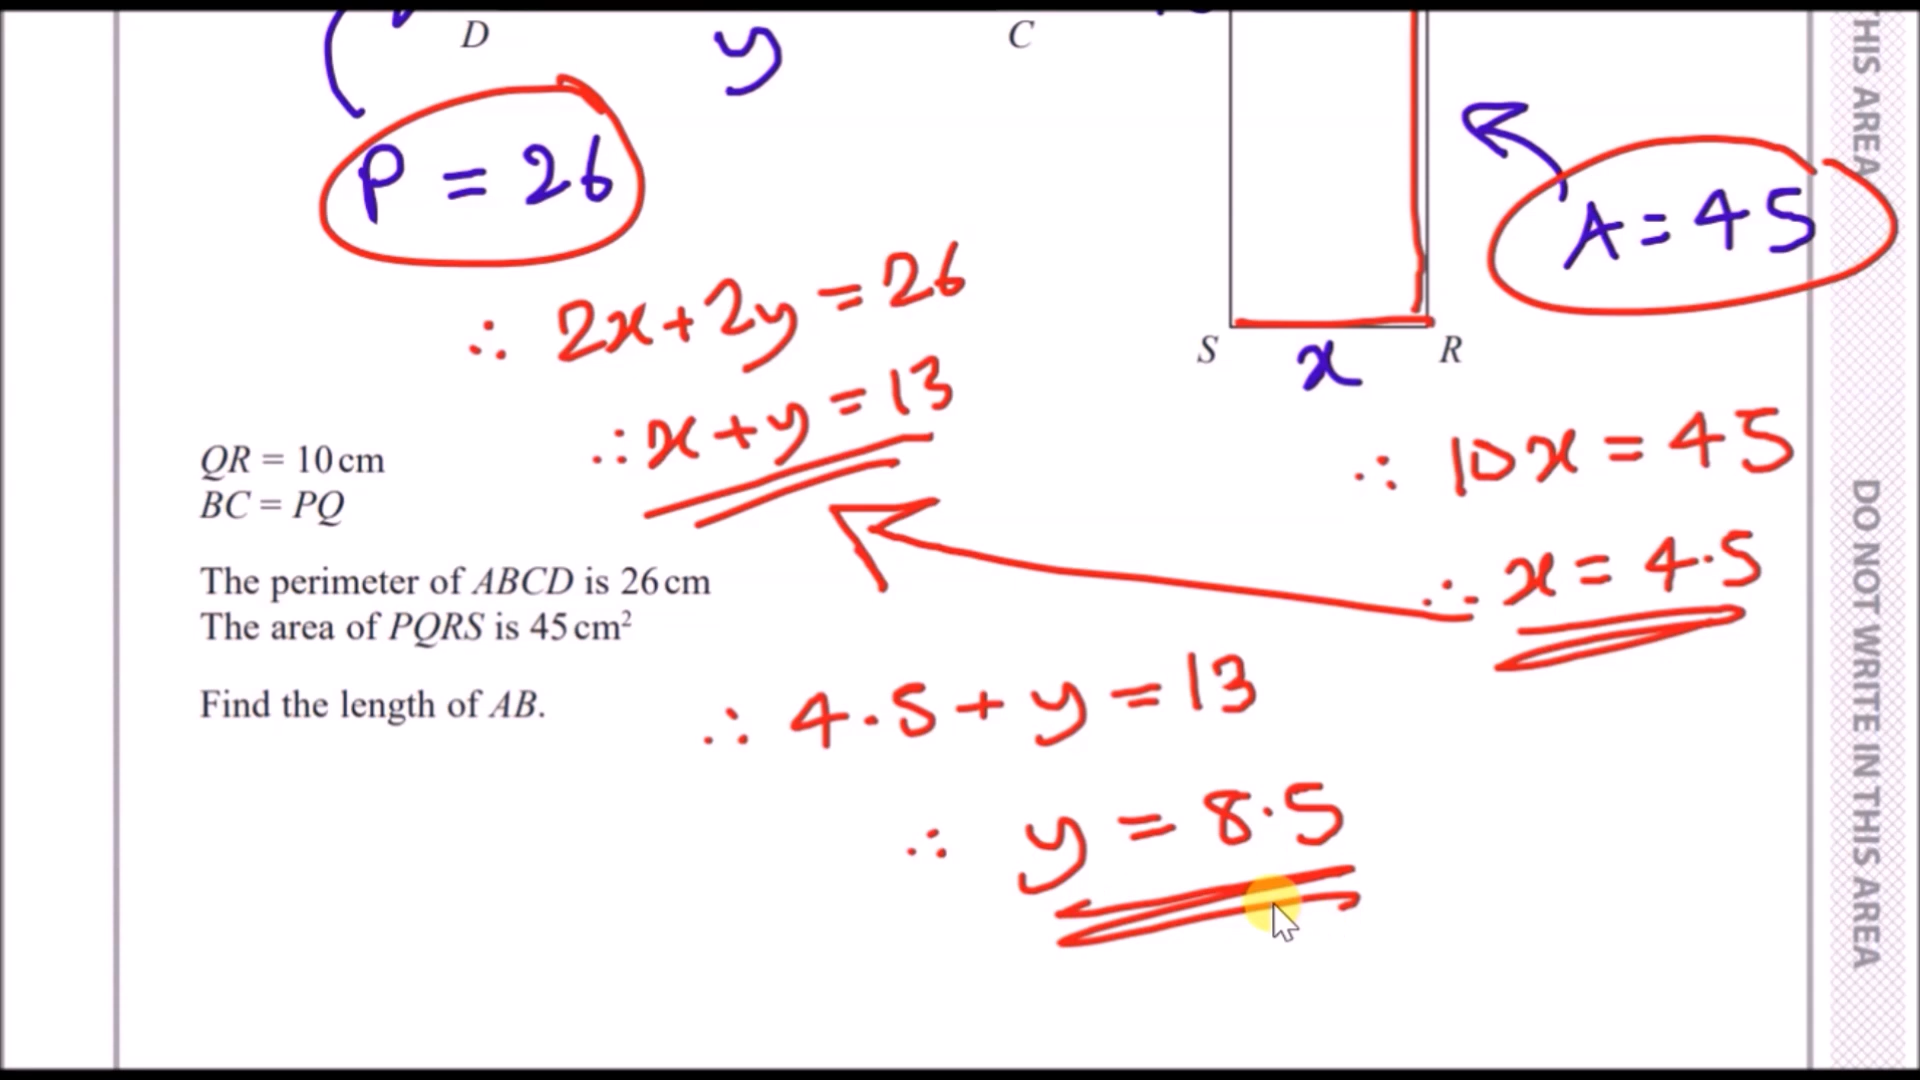 D
C
y
P = 26
A = 45
∴ 2x + 2y = 26
S
x
R
∴ x + y = 13
∴ 10x = 45
QR = 10 cm
BC = PQ
∴ x = 4.5
The perimeter of ABCD is 26 cm
The area of PQRS is 45 cm²
Find the length of AB.
∴ 4.5 + y = 13
∴ y = 8.5
THIS AREA
DO NOT WRITE IN THIS AREA